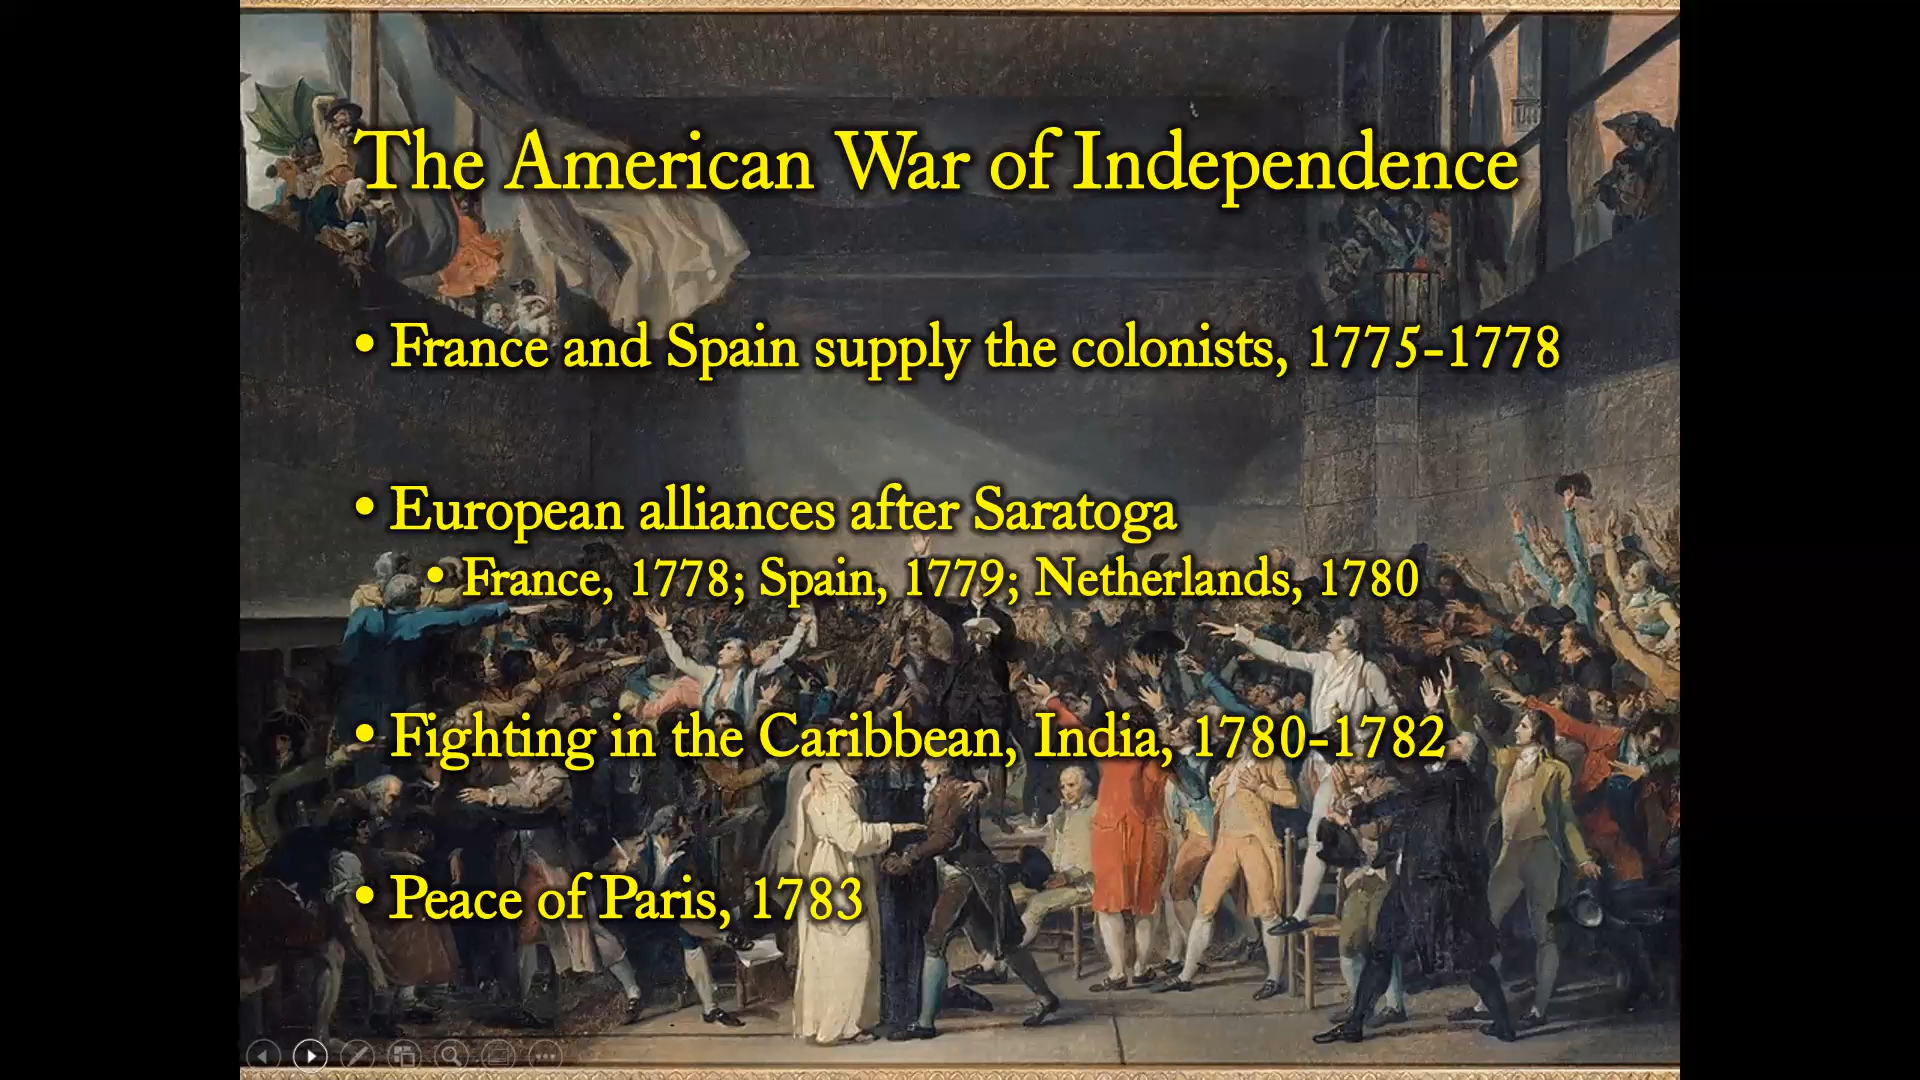 The American War of Independence
• France and Spain supply the colonists, 1775-1778
• European alliances after Saratoga
• France, 1778; Spain, 1779; Netherlands, 1780
• Fighting in the Caribbean, India, 1780-1782
• Peace of Paris, 1783